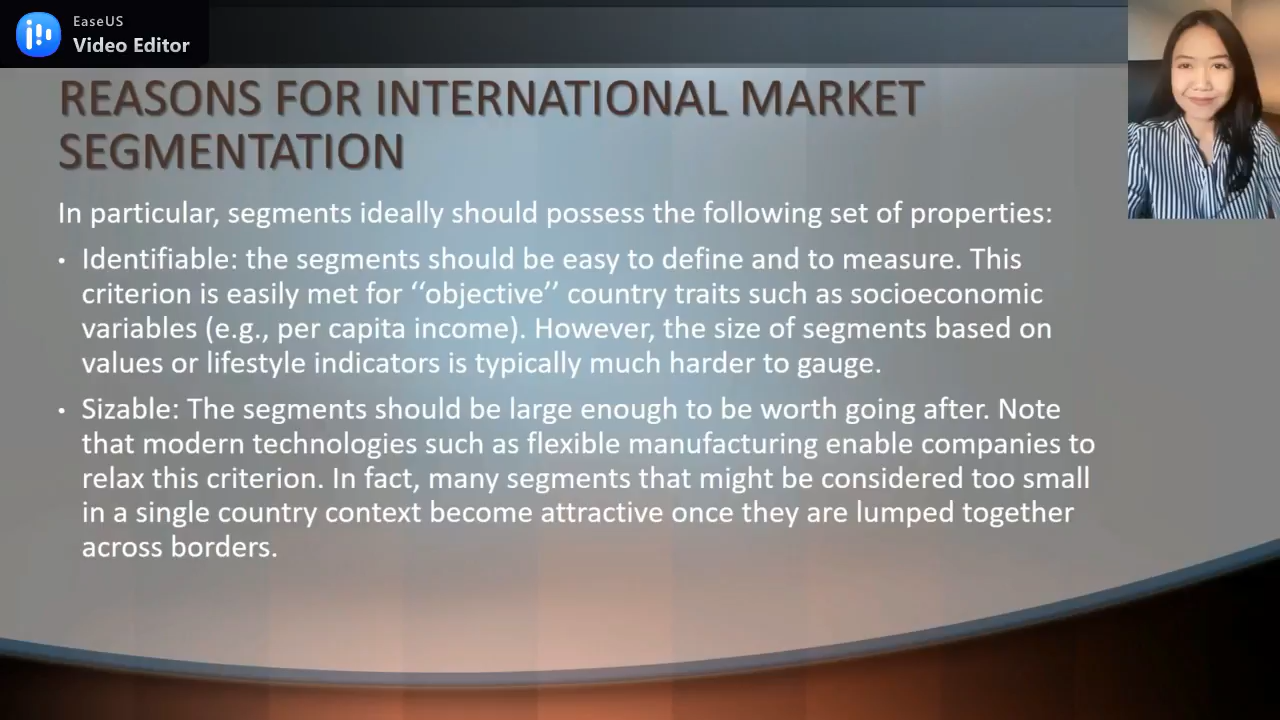 EaseUS
Video Editor
REASONS FOR INTERNATIONAL MARKET
SEGMENTATION
In particular, segments ideally should possess the following set of properties:
• Identifiable: the segments should be easy to define and to measure. This
criterion is easily met for ‘‘objective’’ country traits such as socioeconomic
variables (e.g., per capita income). However, the size of segments based on
values or lifestyle indicators is typically much harder to gauge.
• Sizable: The segments should be large enough to be worth going after. Note
that modern technologies such as flexible manufacturing enable companies to
relax this criterion. In fact, many segments that might be considered too small
in a single country context become attractive once they are lumped together
across borders.